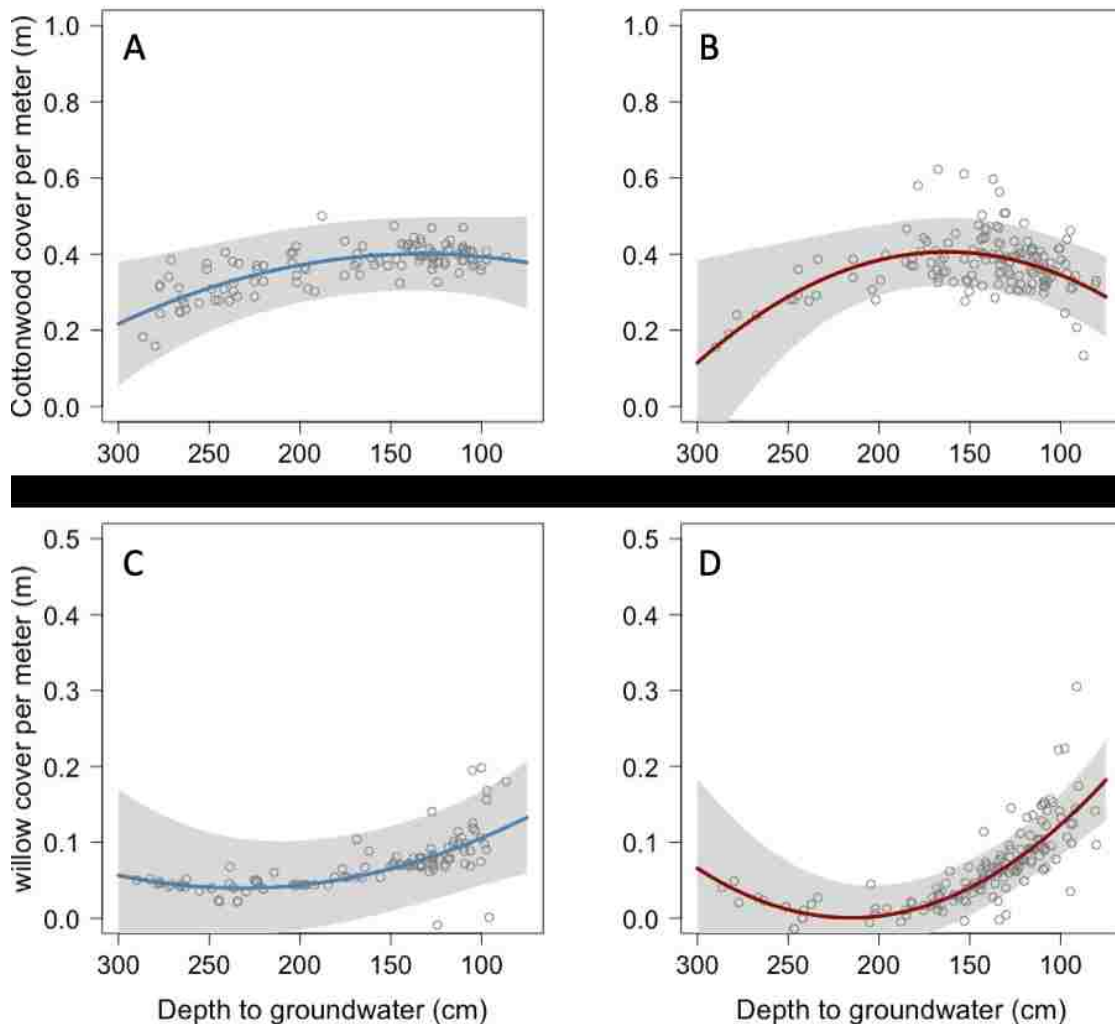 A
B
Cottonwood cover per meter (m)
1.0
0.8
0.6
0.4
0.2
0.0
1.0
0.8
0.6
0.4
0.2
0.0
300 250 200 150 100
300 250 200 150 100
C
D
willow cover per meter (m)
0.5
0.4
0.3
0.2
0.1
0.0
0.5
0.4
0.3
0.2
0.1
0.0
300 250 200 150 100
300 250 200 150 100
Depth to groundwater (cm)
Depth to groundwater (cm)